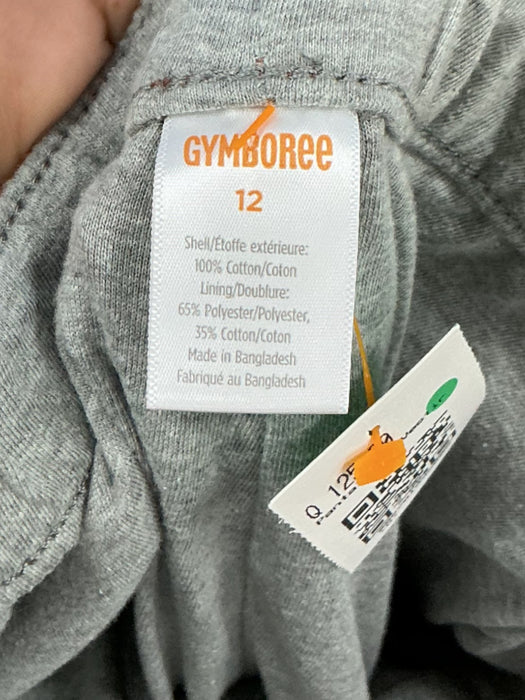 GYMBOREE
12
Shell/Étoffe extérieure:
100% Cotton/Coton
Lining/Doublure:
65% Polyester/Polyester,
35% Cotton/Coton
Made in Bangladesh
Fabriqué au Bangladesh
Q
Pants